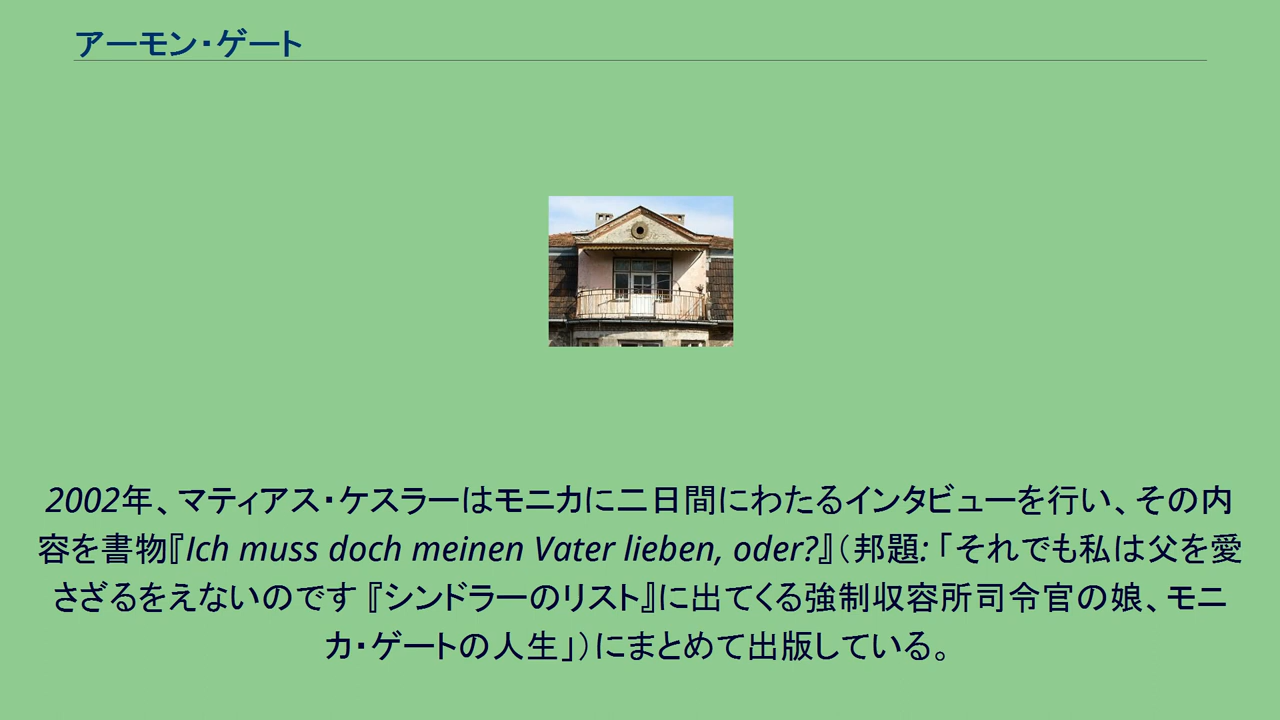 アーモン・ゲート
2002年、マティアス・ケスラーはモニカに二日間にわたるインタビューを行い、その内
容を書物『Ich muss doch meinen Vater lieben, oder?』（邦題: 「それでも私は父を愛
さざるをえないのです 『シンドラーのリスト』に出てくる強制収容所司令官の娘、モニ
カ・ゲートの人生」）にまとめて出版している。